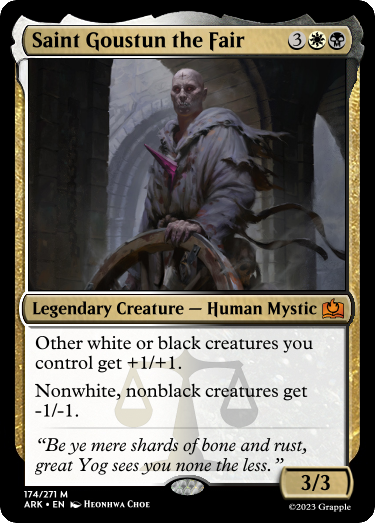 Saint Goustun the Fair 3
Legendary Creature — Human Mystic
Other white or black creatures you
control get +1/+1.
Nonwhite, nonblack creatures get
-1/-1.
“Be ye mere shards of bone and rust,
great Yog sees you none the less.”
3/3
174/271 M
ARK • EN Heonhwa Choe
©2023 Grapple